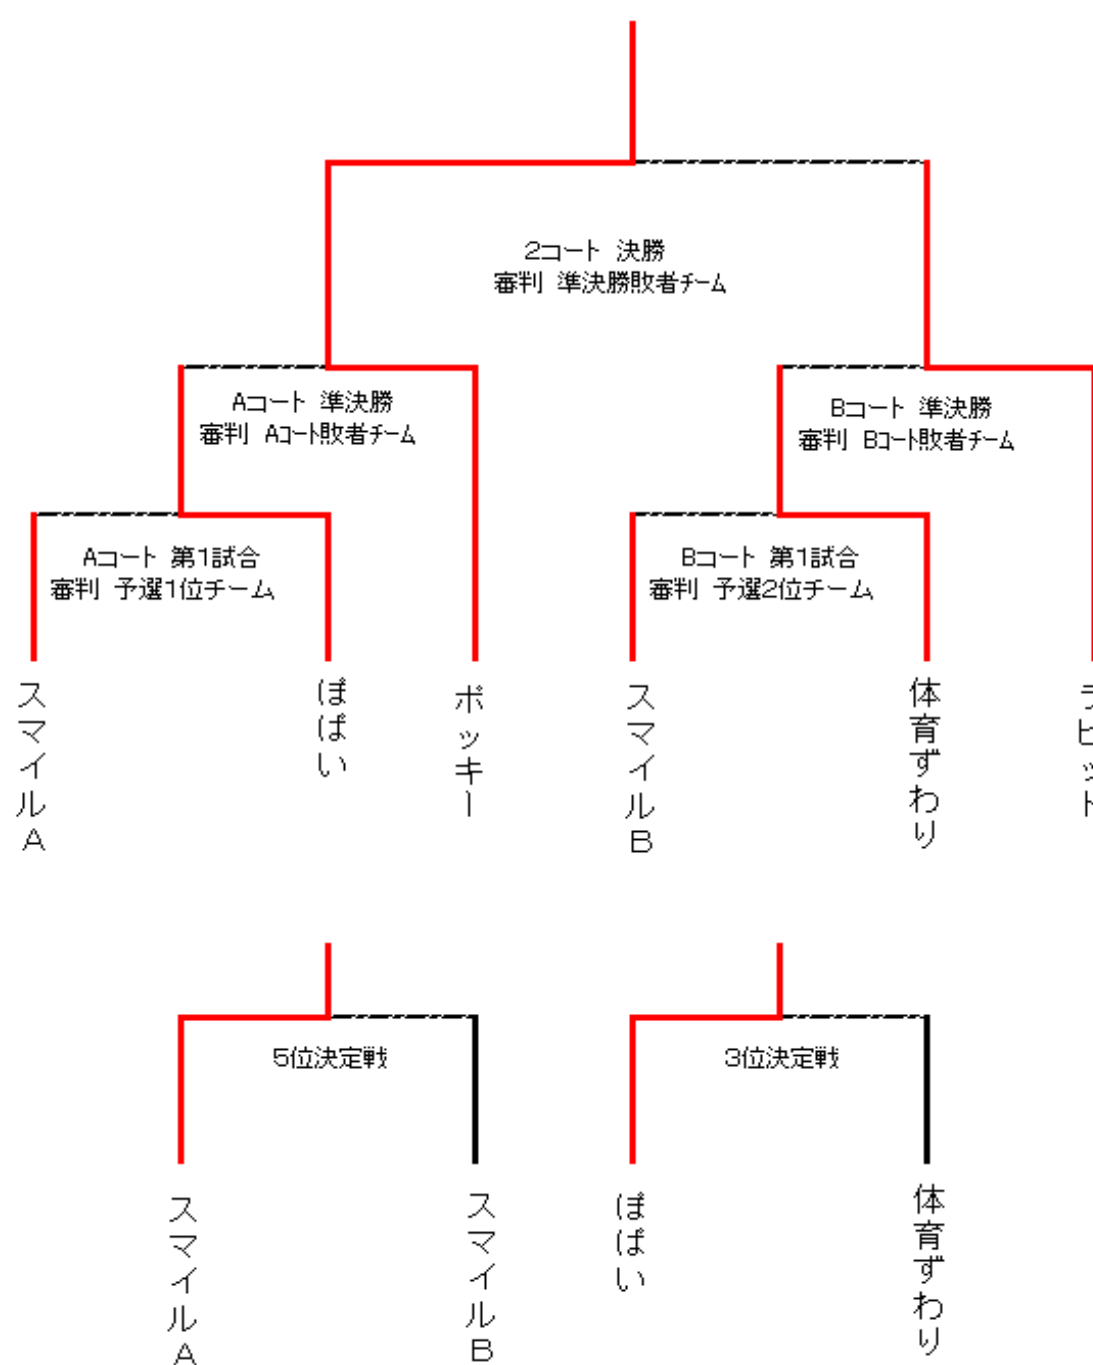 2コート 決勝
審判 準決勝敗者チーム
Aコート 準決勝
審判 Aコート敗者チーム
Bコート 準決勝
審判 Bコート敗者チーム
Aコート 第1試合
審判 予選1位チーム
Bコート 第1試合
審判 予選2位チーム
スマイルA
ぽぱい
ポッキー
スマイルB
体育ずわり
ラビット
5位決定戦
3位決定戦
スマイルA
スマイルB
ぽぱい
体育ずわり